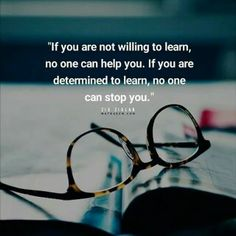 "If you are not willing to learn,
no one can help you. If you are
determined to learn, no one
can stop you."
ZIG ZIGLAR